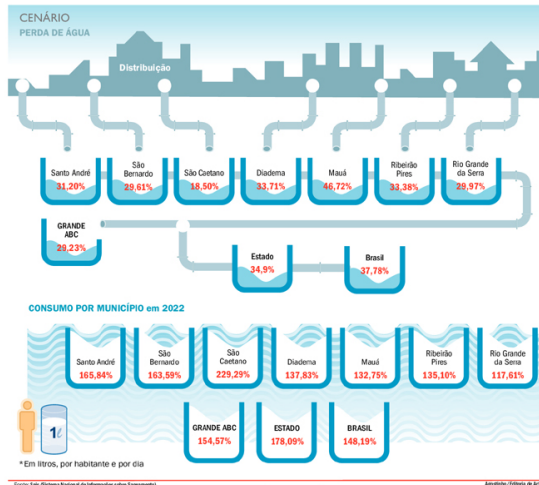 CENÁRIO
PERDA DE ÁGUA
Distribuição
Santo André
31,20%
São
Bernardo
29,61%
São Caetano
18,50%
Diadema
33,71%
Mauá
46,72%
Ribeirão
Pires
33,38%
Rio Grande
da Serra
29,97%
GRANDE
ABC
29,23%
Estado
34,9%
Brasil
37,78%
CONSUMO POR MUNICÍPIO em 2022
Santo André
165,84%
São
Bernardo
163,59%
São
Caetano
229,29%
Diadema
137,83%
Mauá
132,75%
Ribeirão
Pires
135,10%
Rio Grande
da Serra
117,61%
1ℓ
GRANDE ABC
154,57%
ESTADO
178,09%
BRASIL
148,19%
*Em litros, por habitante e por dia